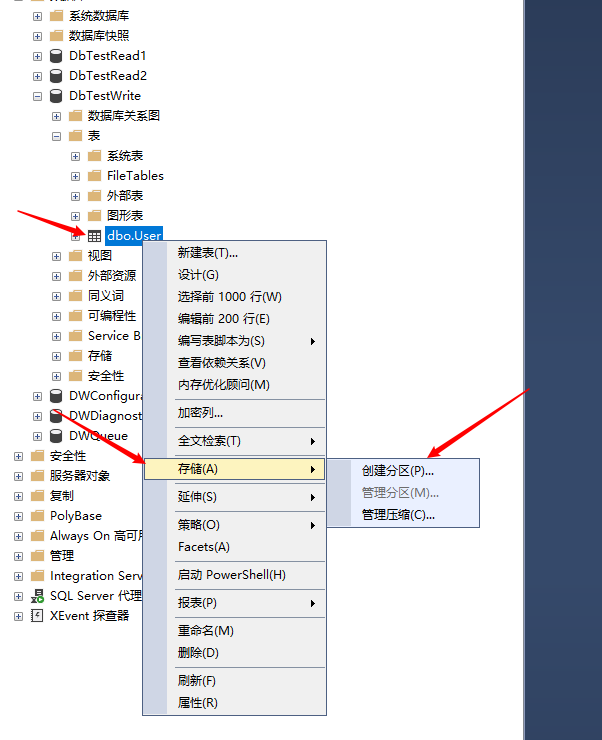 系统数据库
数据库快照
DbTestRead1
DbTestRead2
DbTestWrite
数据库关系图
表
系统表
FileTables
外部表
图形表
dbo.User
视图
外部资源
同义词
可编程性
Service B
存储
安全性
DWConfigura
DWDiagnost
DWQueue
安全性
服务器对象
复制
PolyBase
Always On 高可用
管理
Integration Serv
SQL Server 代理
XEvent 探查器
新建表(T)...
设计(G)
选择前 1000 行(W)
编辑前 200 行(E)
编写表脚本为(S)
查看依赖关系(V)
内存优化顾问(M)
加密列...
全文检索(T)
存储(A)
延伸(S)
策略(O)
Facets(A)
启动 PowerShell(H)
报表(P)
重命名(M)
删除(D)
刷新(F)
属性(R)
创建分区(P)...
管理分区(M)...
管理压缩(C)...